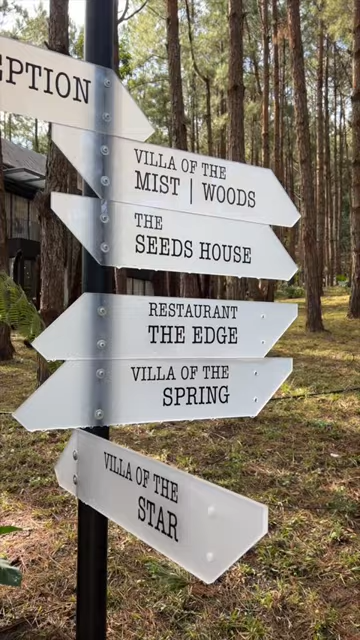 EPTION
VILLA OF THE
MIST | WOODS
THE
SEEDS HOUSE
RESTAURANT
THE EDGE
VILLA OF THE
SPRING
VILLA OF THE
STAR